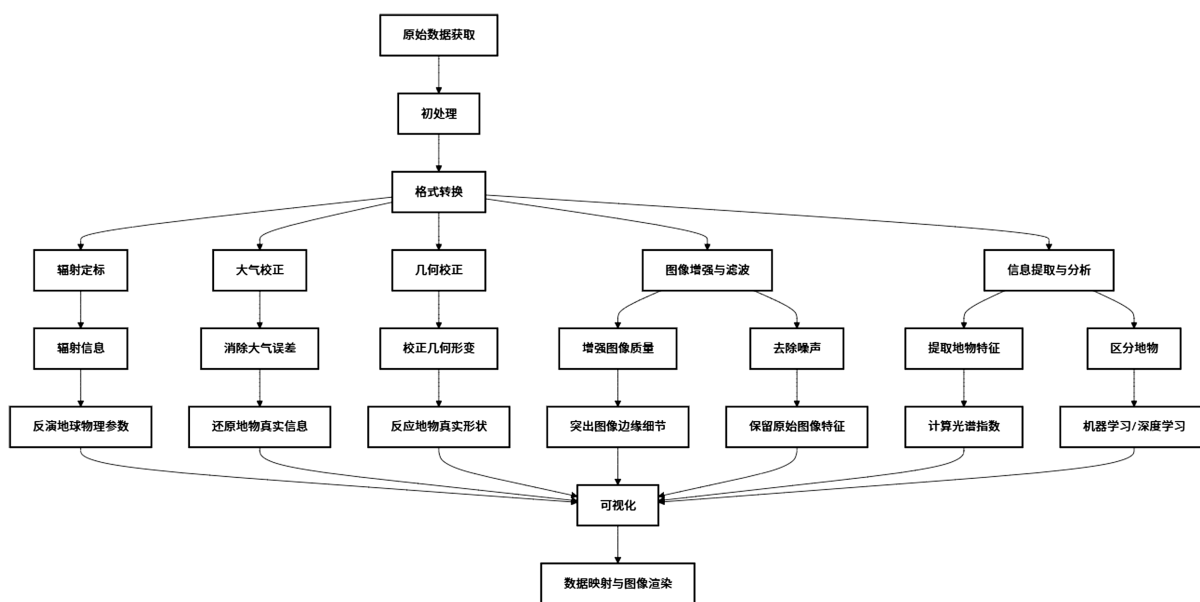 原始数据获取
初处理
格式转换
辐射定标
大气校正
几何校正
图像增强与滤波
信息提取与分析
辐射信息
消除大气误差
校正几何形变
增强图像质量
去除噪声
提取地物特征
区分地物
反演地球物理参数
还原地物真实信息
反应地物真实形状
突出图像边缘细节
保留原始图像特征
计算光谱指数
机器学习/深度学习
可视化
数据映射与图像渲染